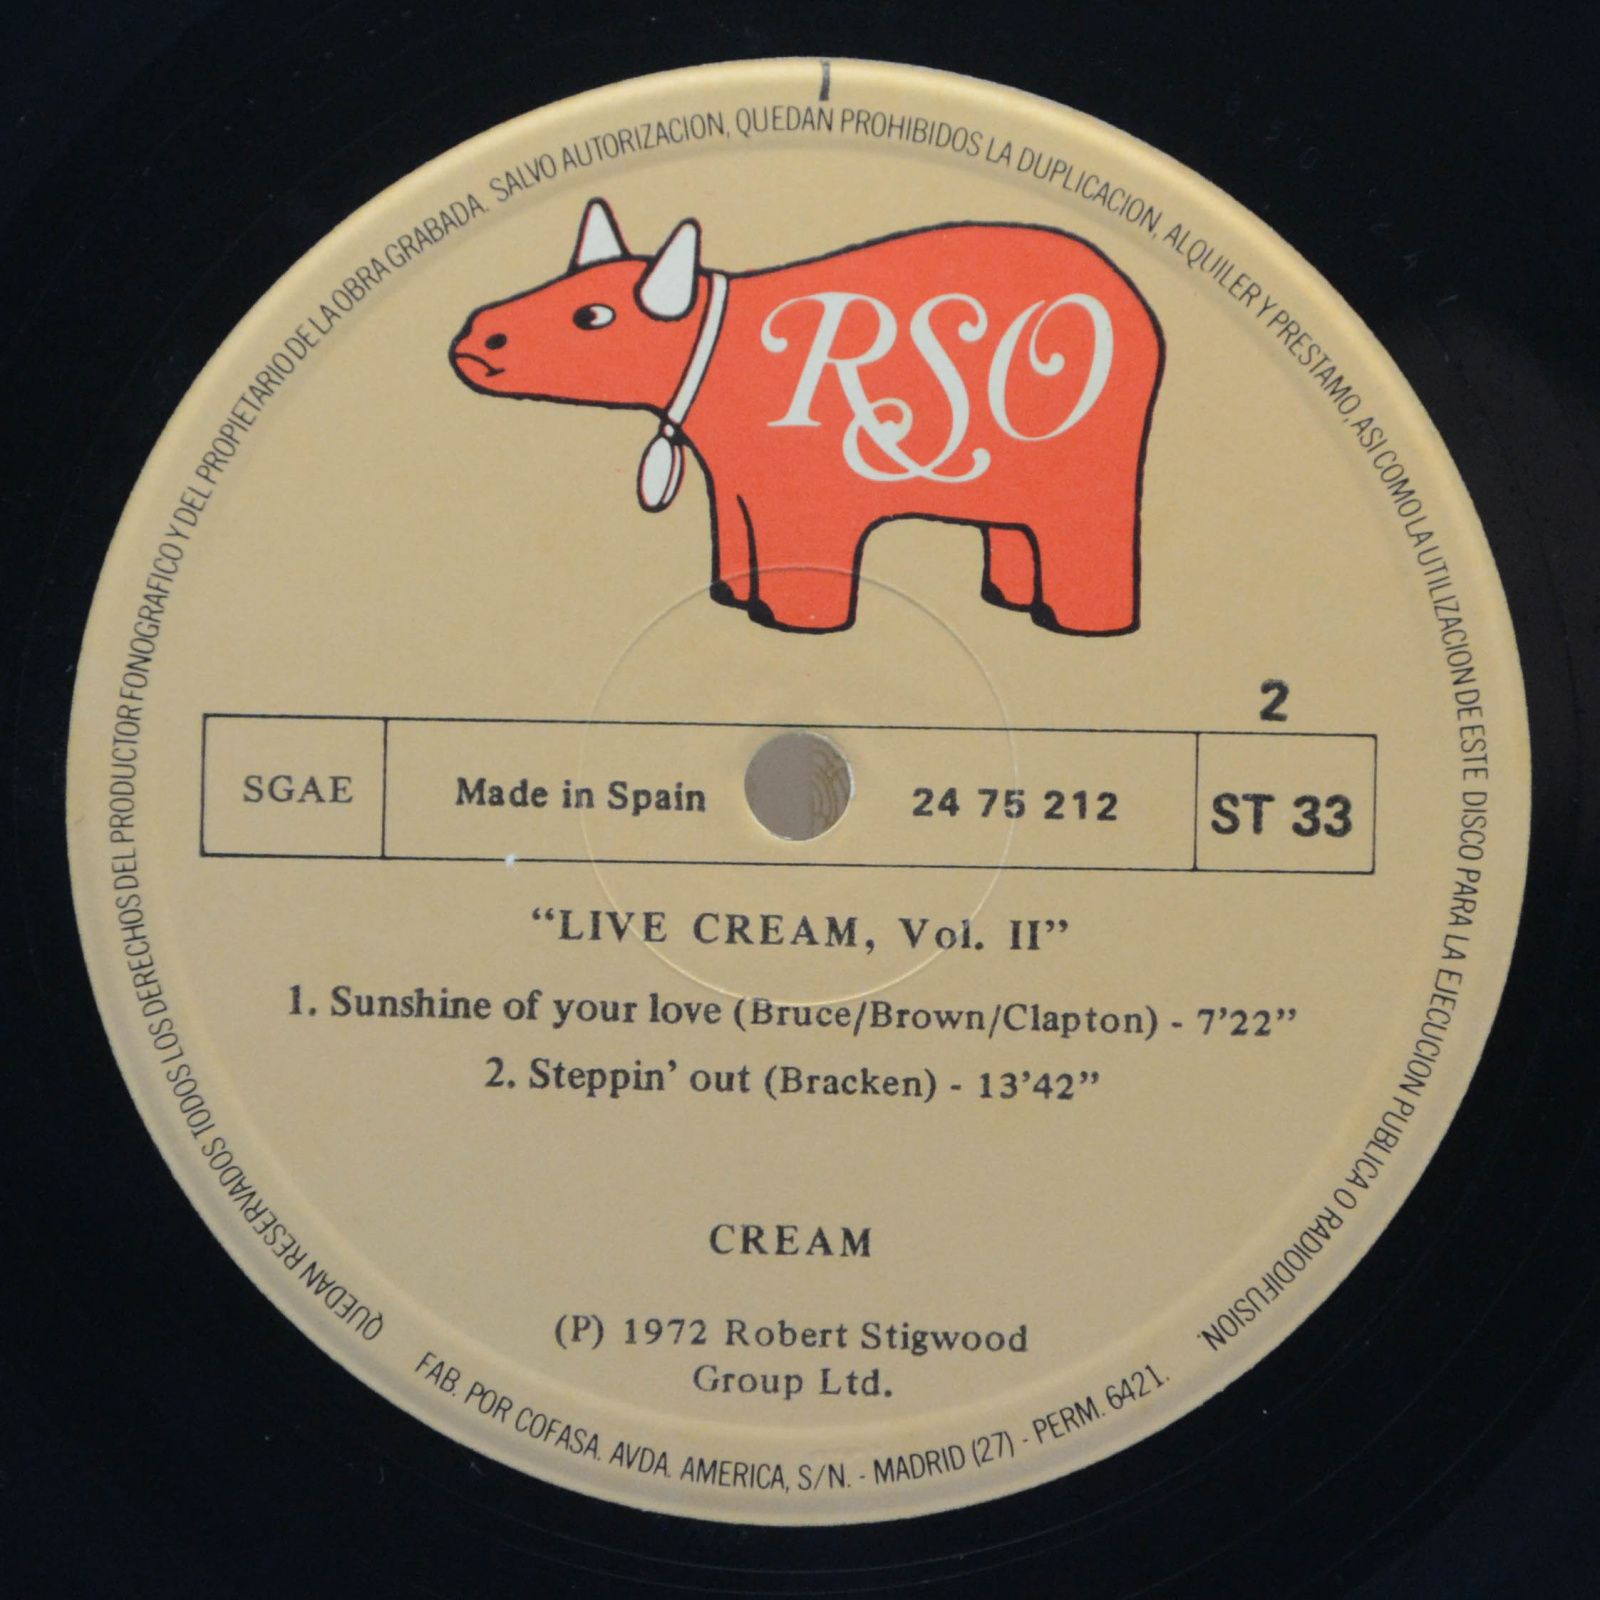 QUEDAN RESERVADOS TODOS LOS DERECHOS DEL PRODUCTOR FONOGRAFICO Y DEL PROPIETARIO DE LA OBRA GRABADA. SALVO AUTORIZACION, QUEDAN PROHIBIDOS LA DUPLICACION, ALQUILER Y PRESTAMO, ASI COMO LA UTILIZACION DE ESTE DISCO PARA LA EJECUCION PUBLICA O RADIODIFUSION.
RSO
2
SGAE Made in Spain 24 75 212 ST 33
“LIVE CREAM, Vol. II”
1. Sunshine of your love (Bruce/Brown/Clapton) - 7’22”
2. Steppin’ out (Bracken) - 13’42”
CREAM
(P) 1972 Robert Stigwood
Group Ltd.
FAB. POR COFASA. AVDA. AMERICA, S/N. - MADRID (27) - PERM. 6421.